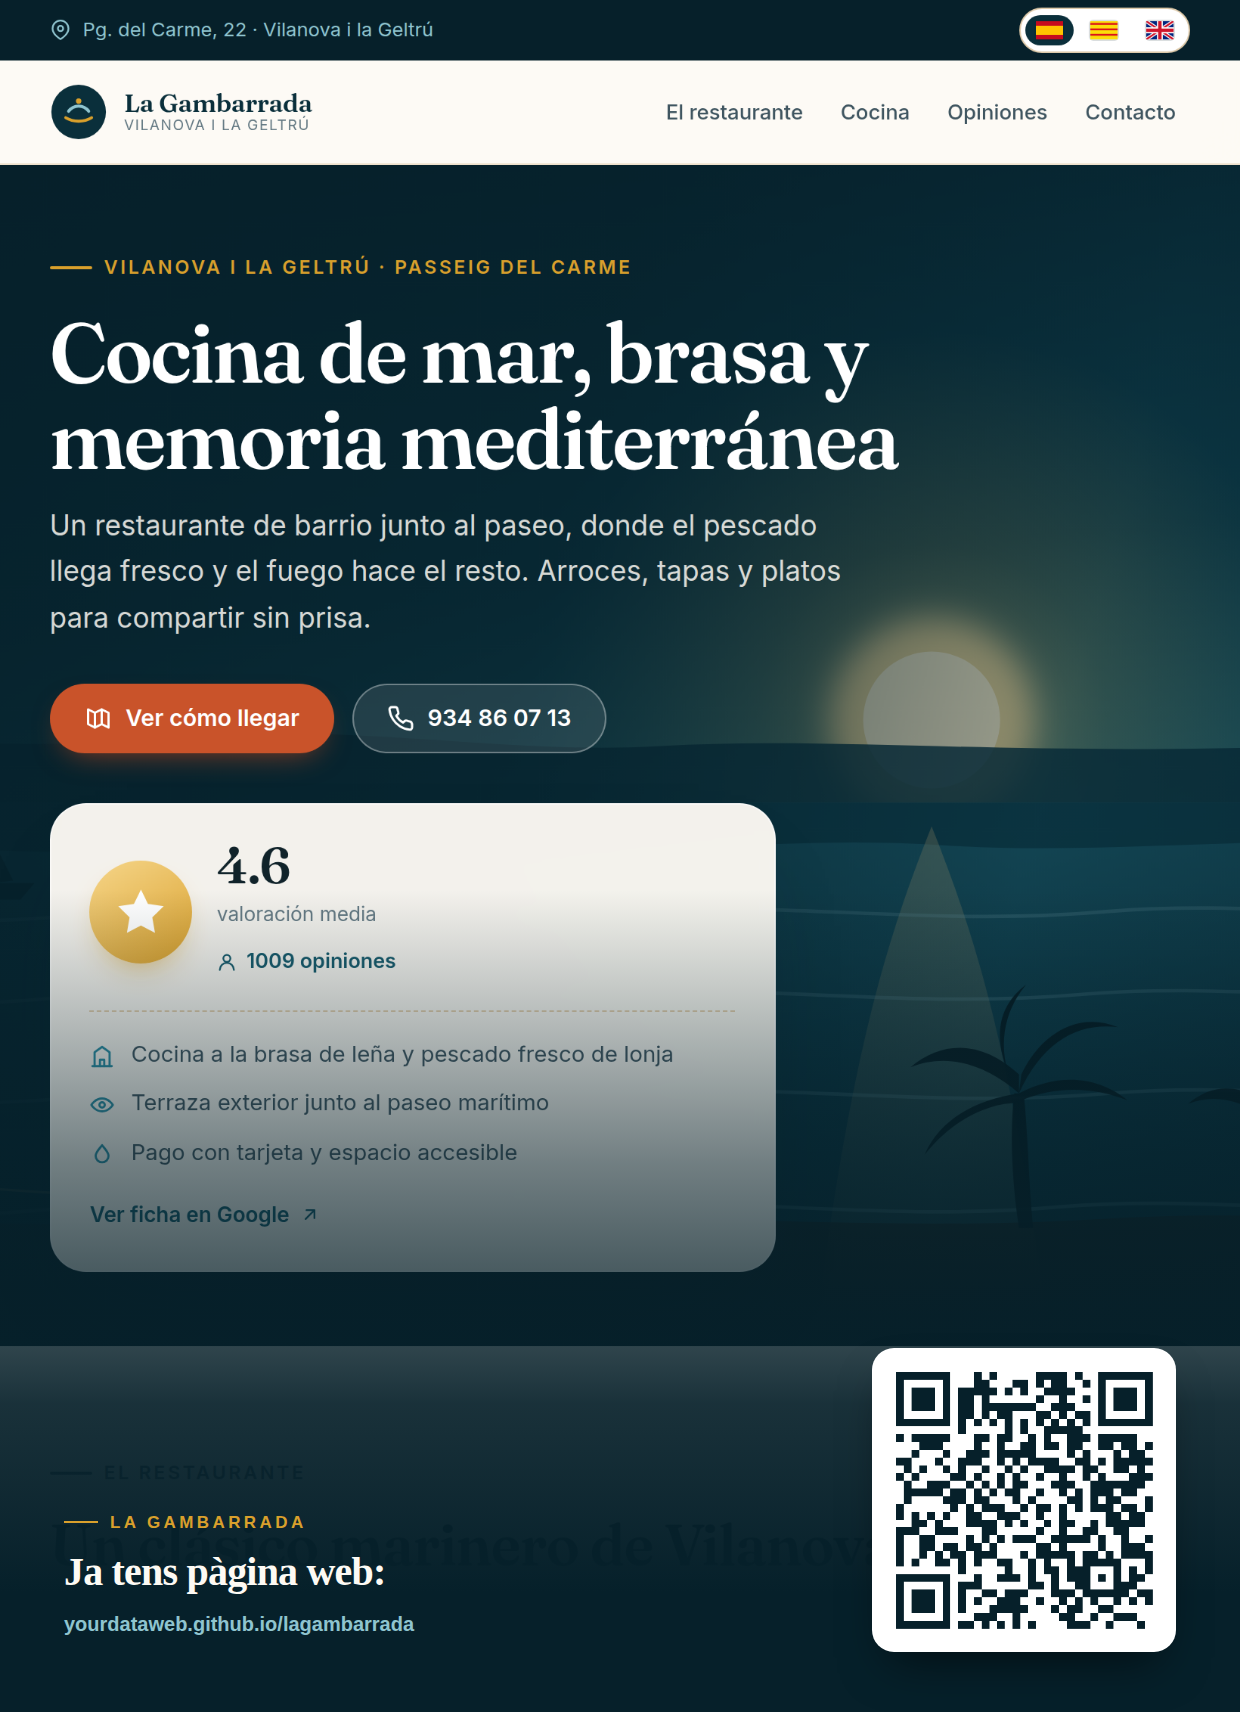 Pg. del Carme, 22 · Vilanova i la Geltrú
La Gambarrada
VILANOVA I LA GELTRÚ
El restaurante
Cocina
Opiniones
Contacto
VILANOVA I LA GELTRÚ · PASSEIG DEL CARME
Cocina de mar, brasa y
memoria mediterránea
Un restaurante de barrio junto al paseo, donde el pescado
llega fresco y el fuego hace el resto. Arroces, tapas y platos
para compartir sin prisa.
Ver cómo llegar
934 86 07 13
4.6
valoración media
1009 opiniones
Cocina a la brasa de leña y pescado fresco de lonja
Terraza exterior junto al paseo marítimo
Pago con tarjeta y espacio accesible
Ver ficha en Google
EL RESTAURANTE
LA GAMBARRADA
Un clásico marinero de Vilanova
Ja tens pàgina web:
yourdataweb.github.io/lagambarrada